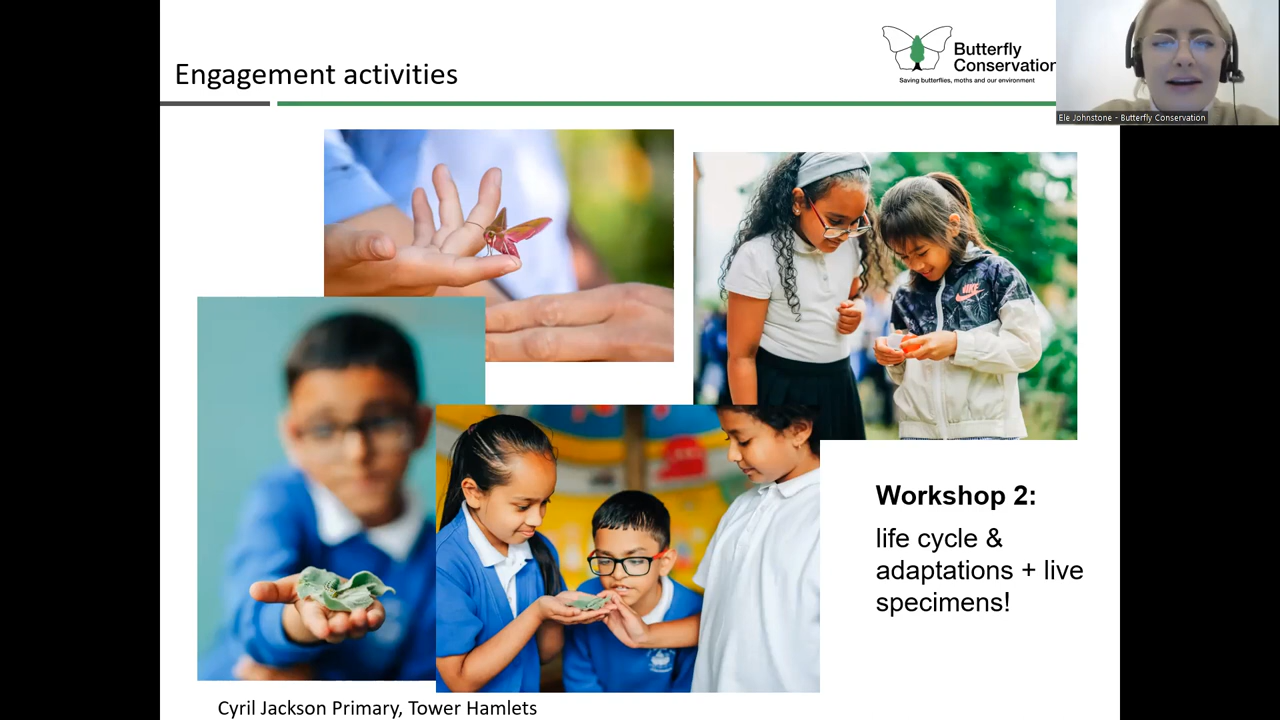 Engagement activities
Butterfly
Conservation
Saving butterflies, moths and our environment
Ele Johnstone - Butterfly Conservation
NIKE
Workshop 2:
life cycle &
adaptations + live
specimens!
Cyril Jackson Primary, Tower Hamlets